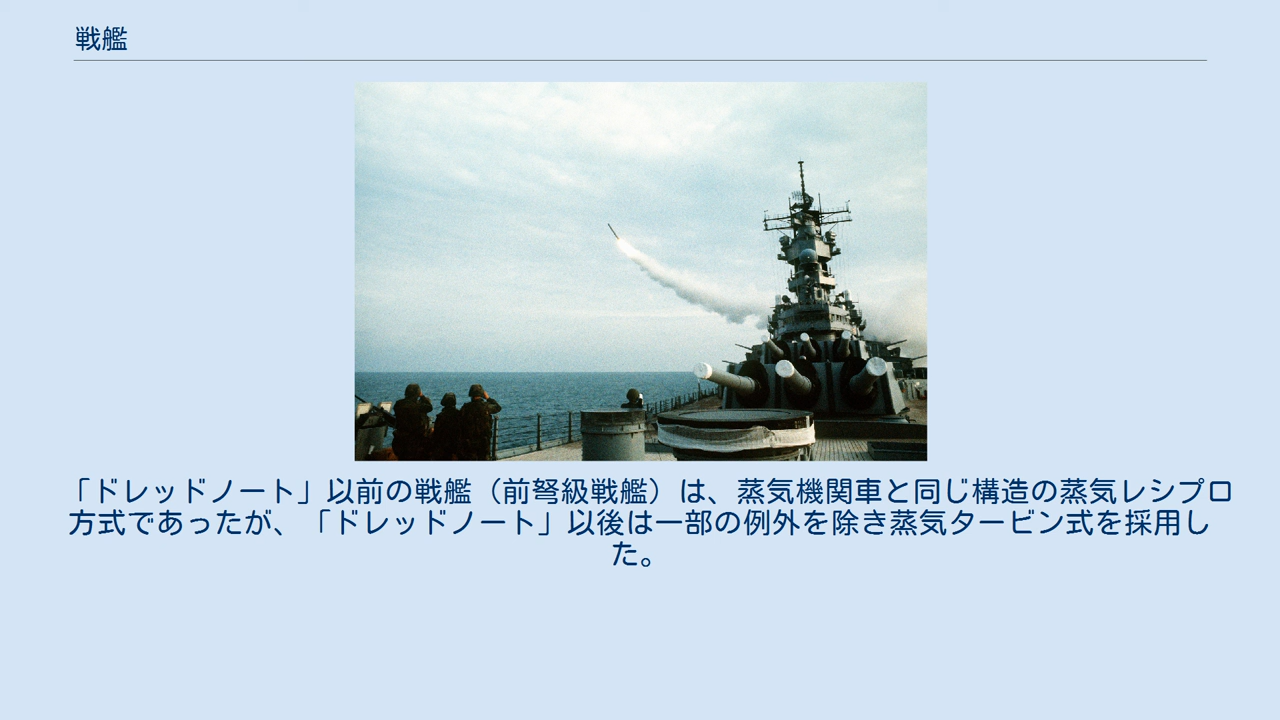 戦艦
「ドレッドノート」以前の戦艦（前弩級戦艦）は、蒸気機関車と同じ構造の蒸気レシプロ
方式であったが、「ドレッドノート」以後は一部の例外を除き蒸気タービン式を採用し
た。